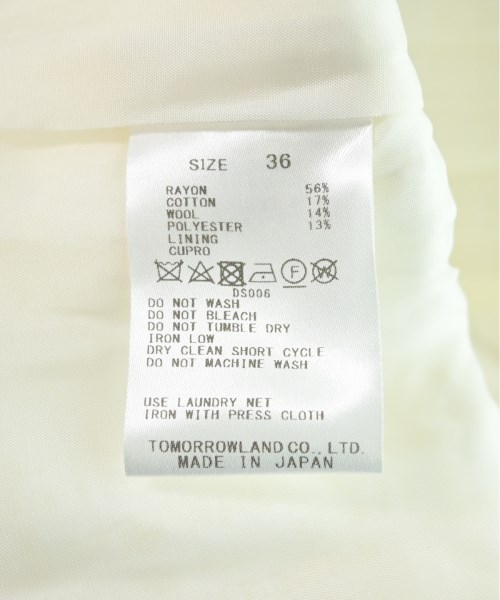 SIZE 36
RAYON 56%
COTTON 17%
WOOL 14%
POLYESTER 13%
LINING
CUPRO
F W
DS006
DO NOT WASH
DO NOT BLEACH
DO NOT TUMBLE DRY
IRON LOW
DRY CLEAN SHORT CYCLE
DO NOT MACHINE WASH
USE LAUNDRY NET
IRON WITH PRESS CLOTH
TOMORROWLAND CO., LTD.
MADE IN JAPAN